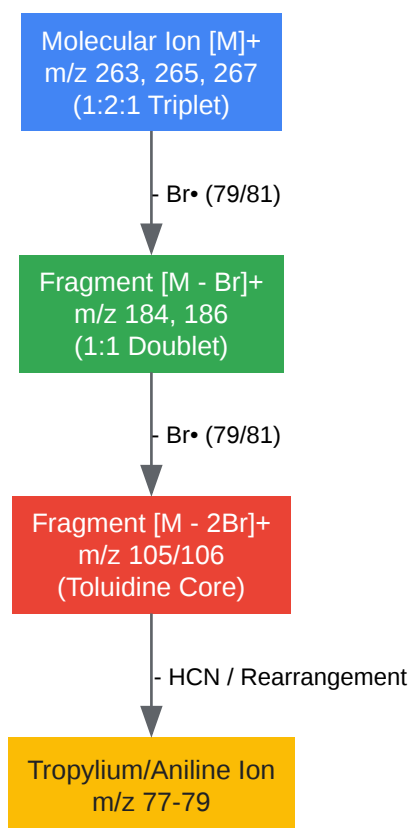 Molecular Ion [M]+
m/z 263, 265, 267
(1:2:1 Triplet)
- Br• (79/81)
Fragment [M - Br]+
m/z 184, 186
(1:1 Doublet)
- Br• (79/81)
Fragment [M - 2Br]+
m/z 105/106
(Toluidine Core)
- HCN / Rearrangement
Tropylium/Aniline Ion
m/z 77-79